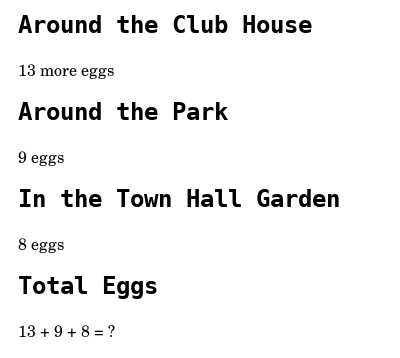 Around the Club House
13 more eggs
Around the Park
9 eggs
In the Town Hall Garden
8 eggs
Total Eggs
13 + 9 + 8 = ?